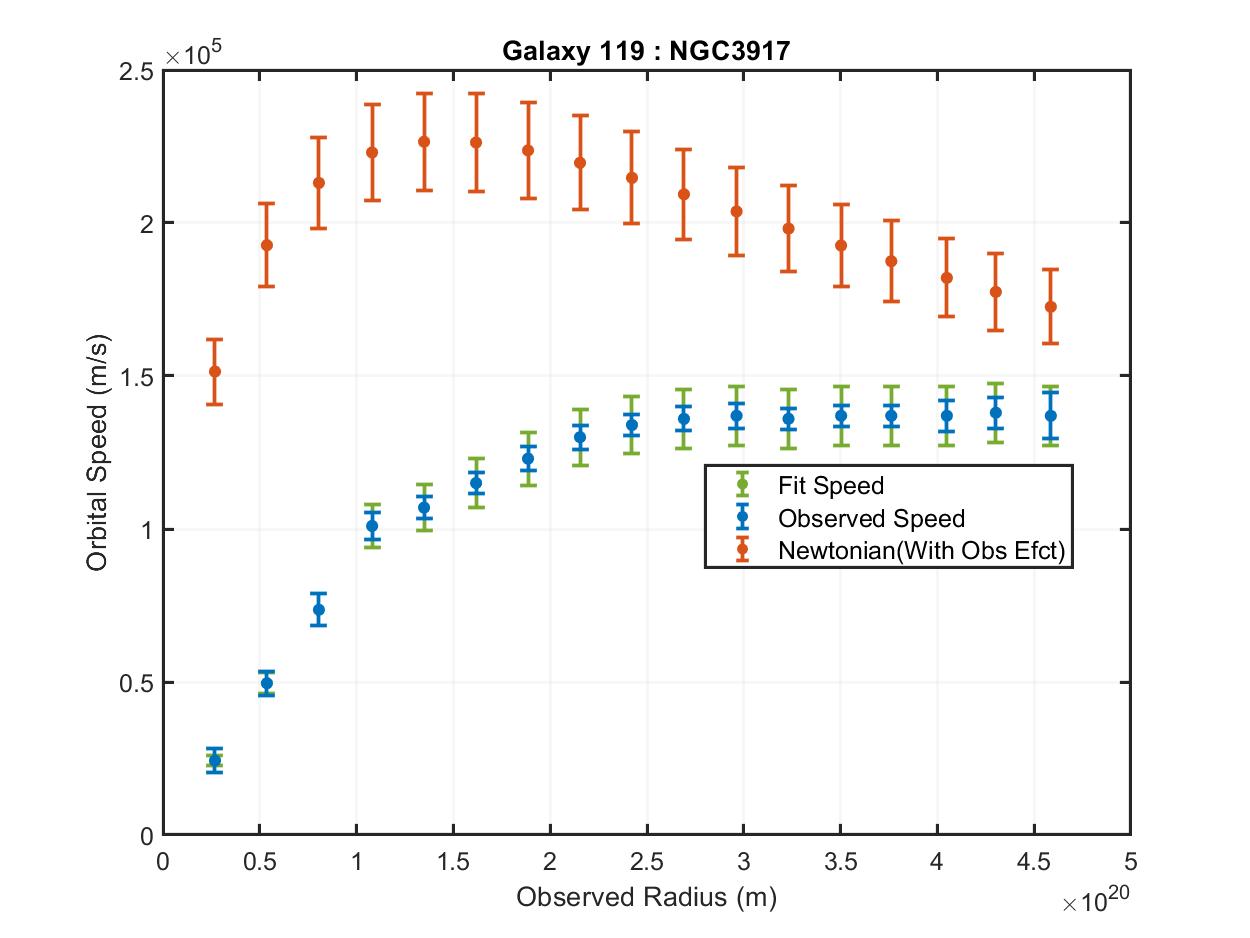 Galaxy 119 : NGC3917
×10^5
2.5
2
1.5
1
0.5
0
Orbital Speed (m/s)
Fit Speed
Observed Speed
Newtonian(With Obs Efct)
0 0.5 1 1.5 2 2.5 3 3.5 4 4.5 5
Observed Radius (m)
×10^20